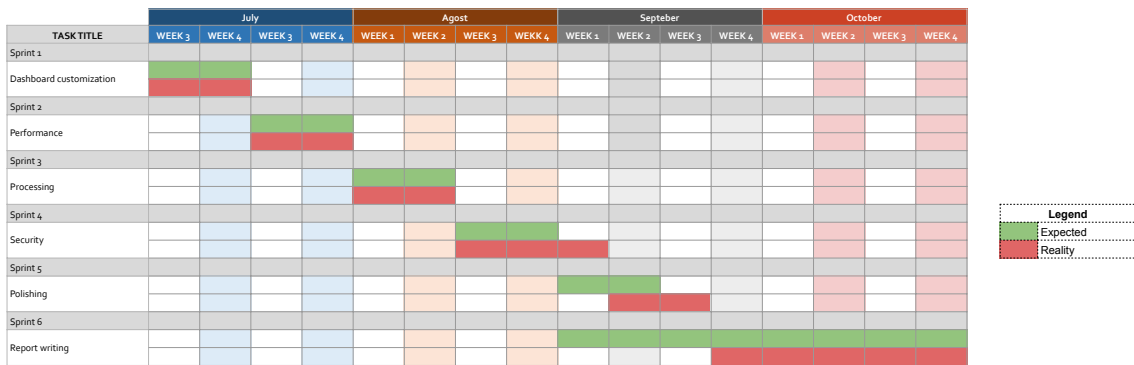 July Agost Septeber October
TASK TITLE WEEK 3 WEEK 4 WEEK 3 WEEK 4 WEEK 1 WEEK 2 WEEK 3 WEEK 4 WEEK 1 WEEK 2 WEEK 3 WEEK 4 WEEK 1 WEEK 2 WEEK 3 WEEK 4
Sprint 1
Dashboard customization
Sprint 2
Performance
Sprint 3
Processing
Sprint 4
Security
Sprint 5
Polishing
Sprint 6
Report writing
Legend
Expected
Reality